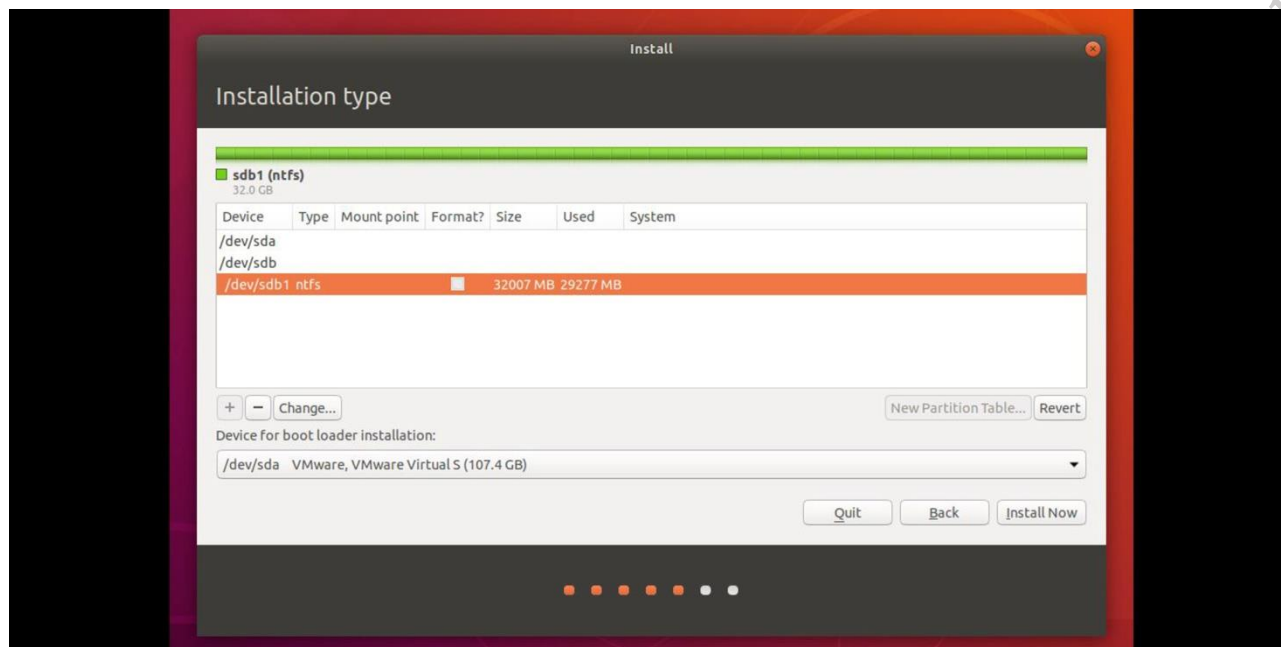 Install
Installation type
sdb1 (ntfs)
32.0 GB
Device Type Mount point Format? Size Used System
/dev/sda
/dev/sdb
/dev/sdb1 ntfs 32007 MB 29277 MB
+ − Change... New Partition Table... Revert
Device for boot loader installation:
/dev/sda VMware, VMware Virtual S (107.4 GB)
Quit Back Install Now